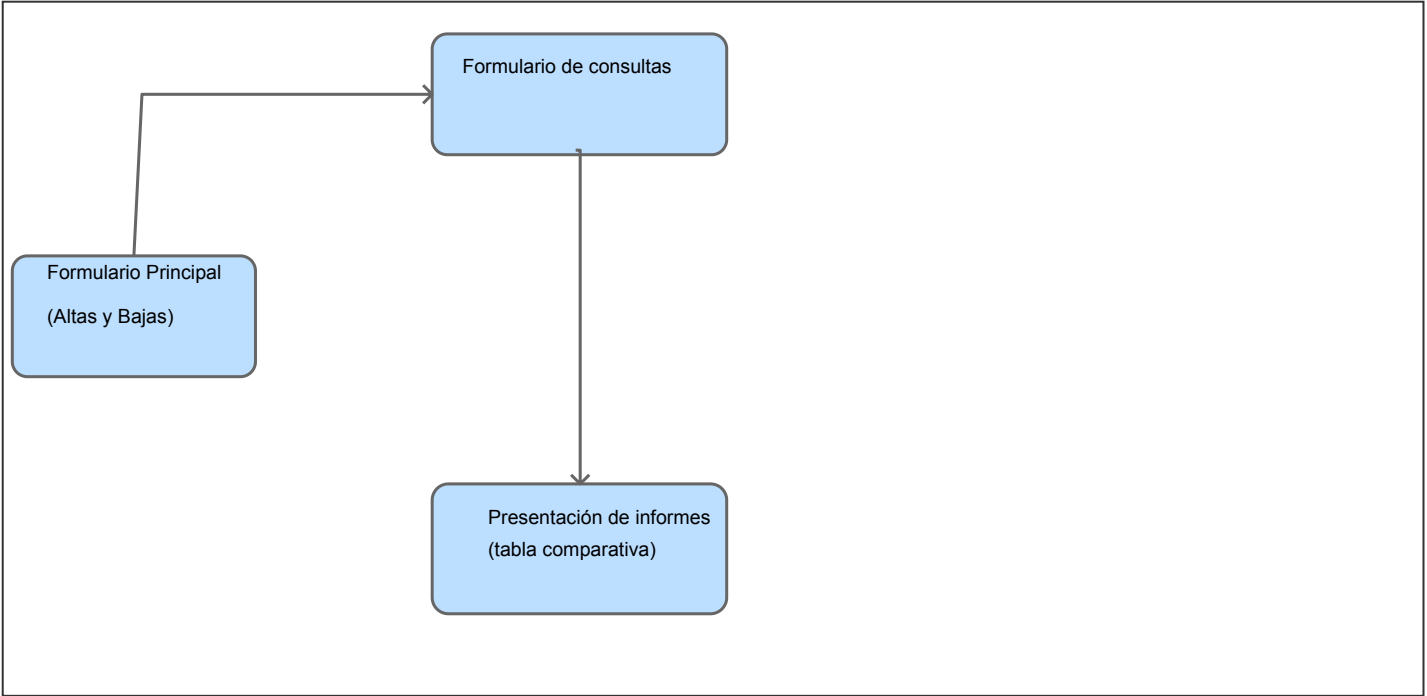 Formulario de consultas
Formulario Principal
(Altas y Bajas)
Presentación de informes
(tabla comparativa)